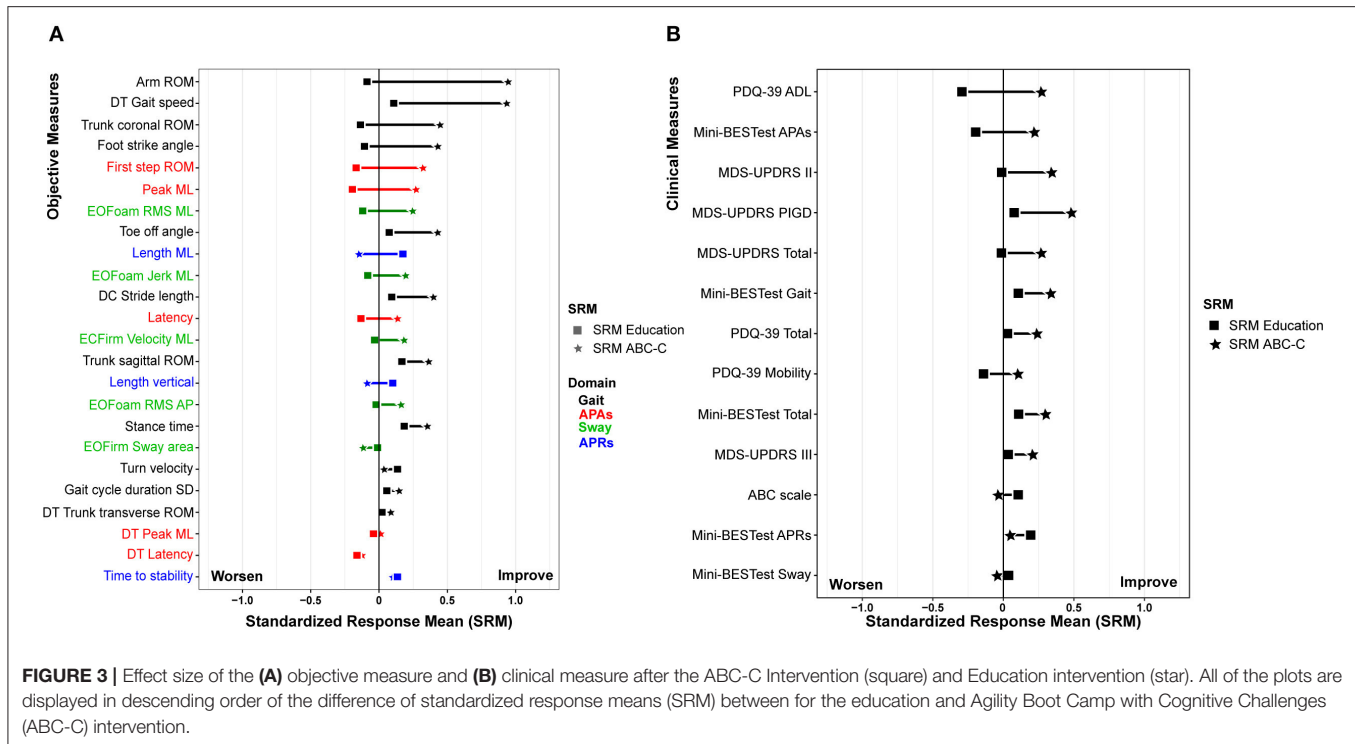 A
Objective Measures
Arm ROM
DT Gait speed
Trunk coronal ROM
Foot strike angle
First step ROM
Peak ML
EOFoam RMS ML
Toe off angle
Length ML
EOFoam Jerk ML
DC Stride length
Latency
ECFirm Velocity ML
Trunk sagittal ROM
Length vertical
EOFoam RMS AP
Stance time
EOFirm Sway area
Turn velocity
Gait cycle duration SD
DT Trunk transverse ROM
DT Peak ML
DT Latency
Time to stability
Worsen
Improve
−1.0 −0.5 0 0.5 1.0
Standardized Response Mean (SRM)
SRM
SRM Education
SRM ABC-C
Domain
Gait
APAs
Sway
APRs
B
Clinical Measures
PDQ-39 ADL
Mini-BESTest APAs
MDS-UPDRS II
MDS-UPDRS PIGD
MDS-UPDRS Total
Mini-BESTest Gait
PDQ-39 Total
PDQ-39 Mobility
Mini-BESTest Total
MDS-UPDRS III
ABC scale
Mini-BESTest APRs
Mini-BESTest Sway
Worsen
Improve
−1.0 −0.5 0 0.5 1.0
Standardized Response Mean (SRM)
SRM
SRM Education
SRM ABC-C
FIGURE 3 | Effect size of the (A) objective measure and (B) clinical measure after the ABC-C Intervention (square) and Education intervention (star). All of the plots are
displayed in descending order of the difference of standardized response means (SRM) between for the education and Agility Boot Camp with Cognitive Challenges
(ABC-C) intervention.